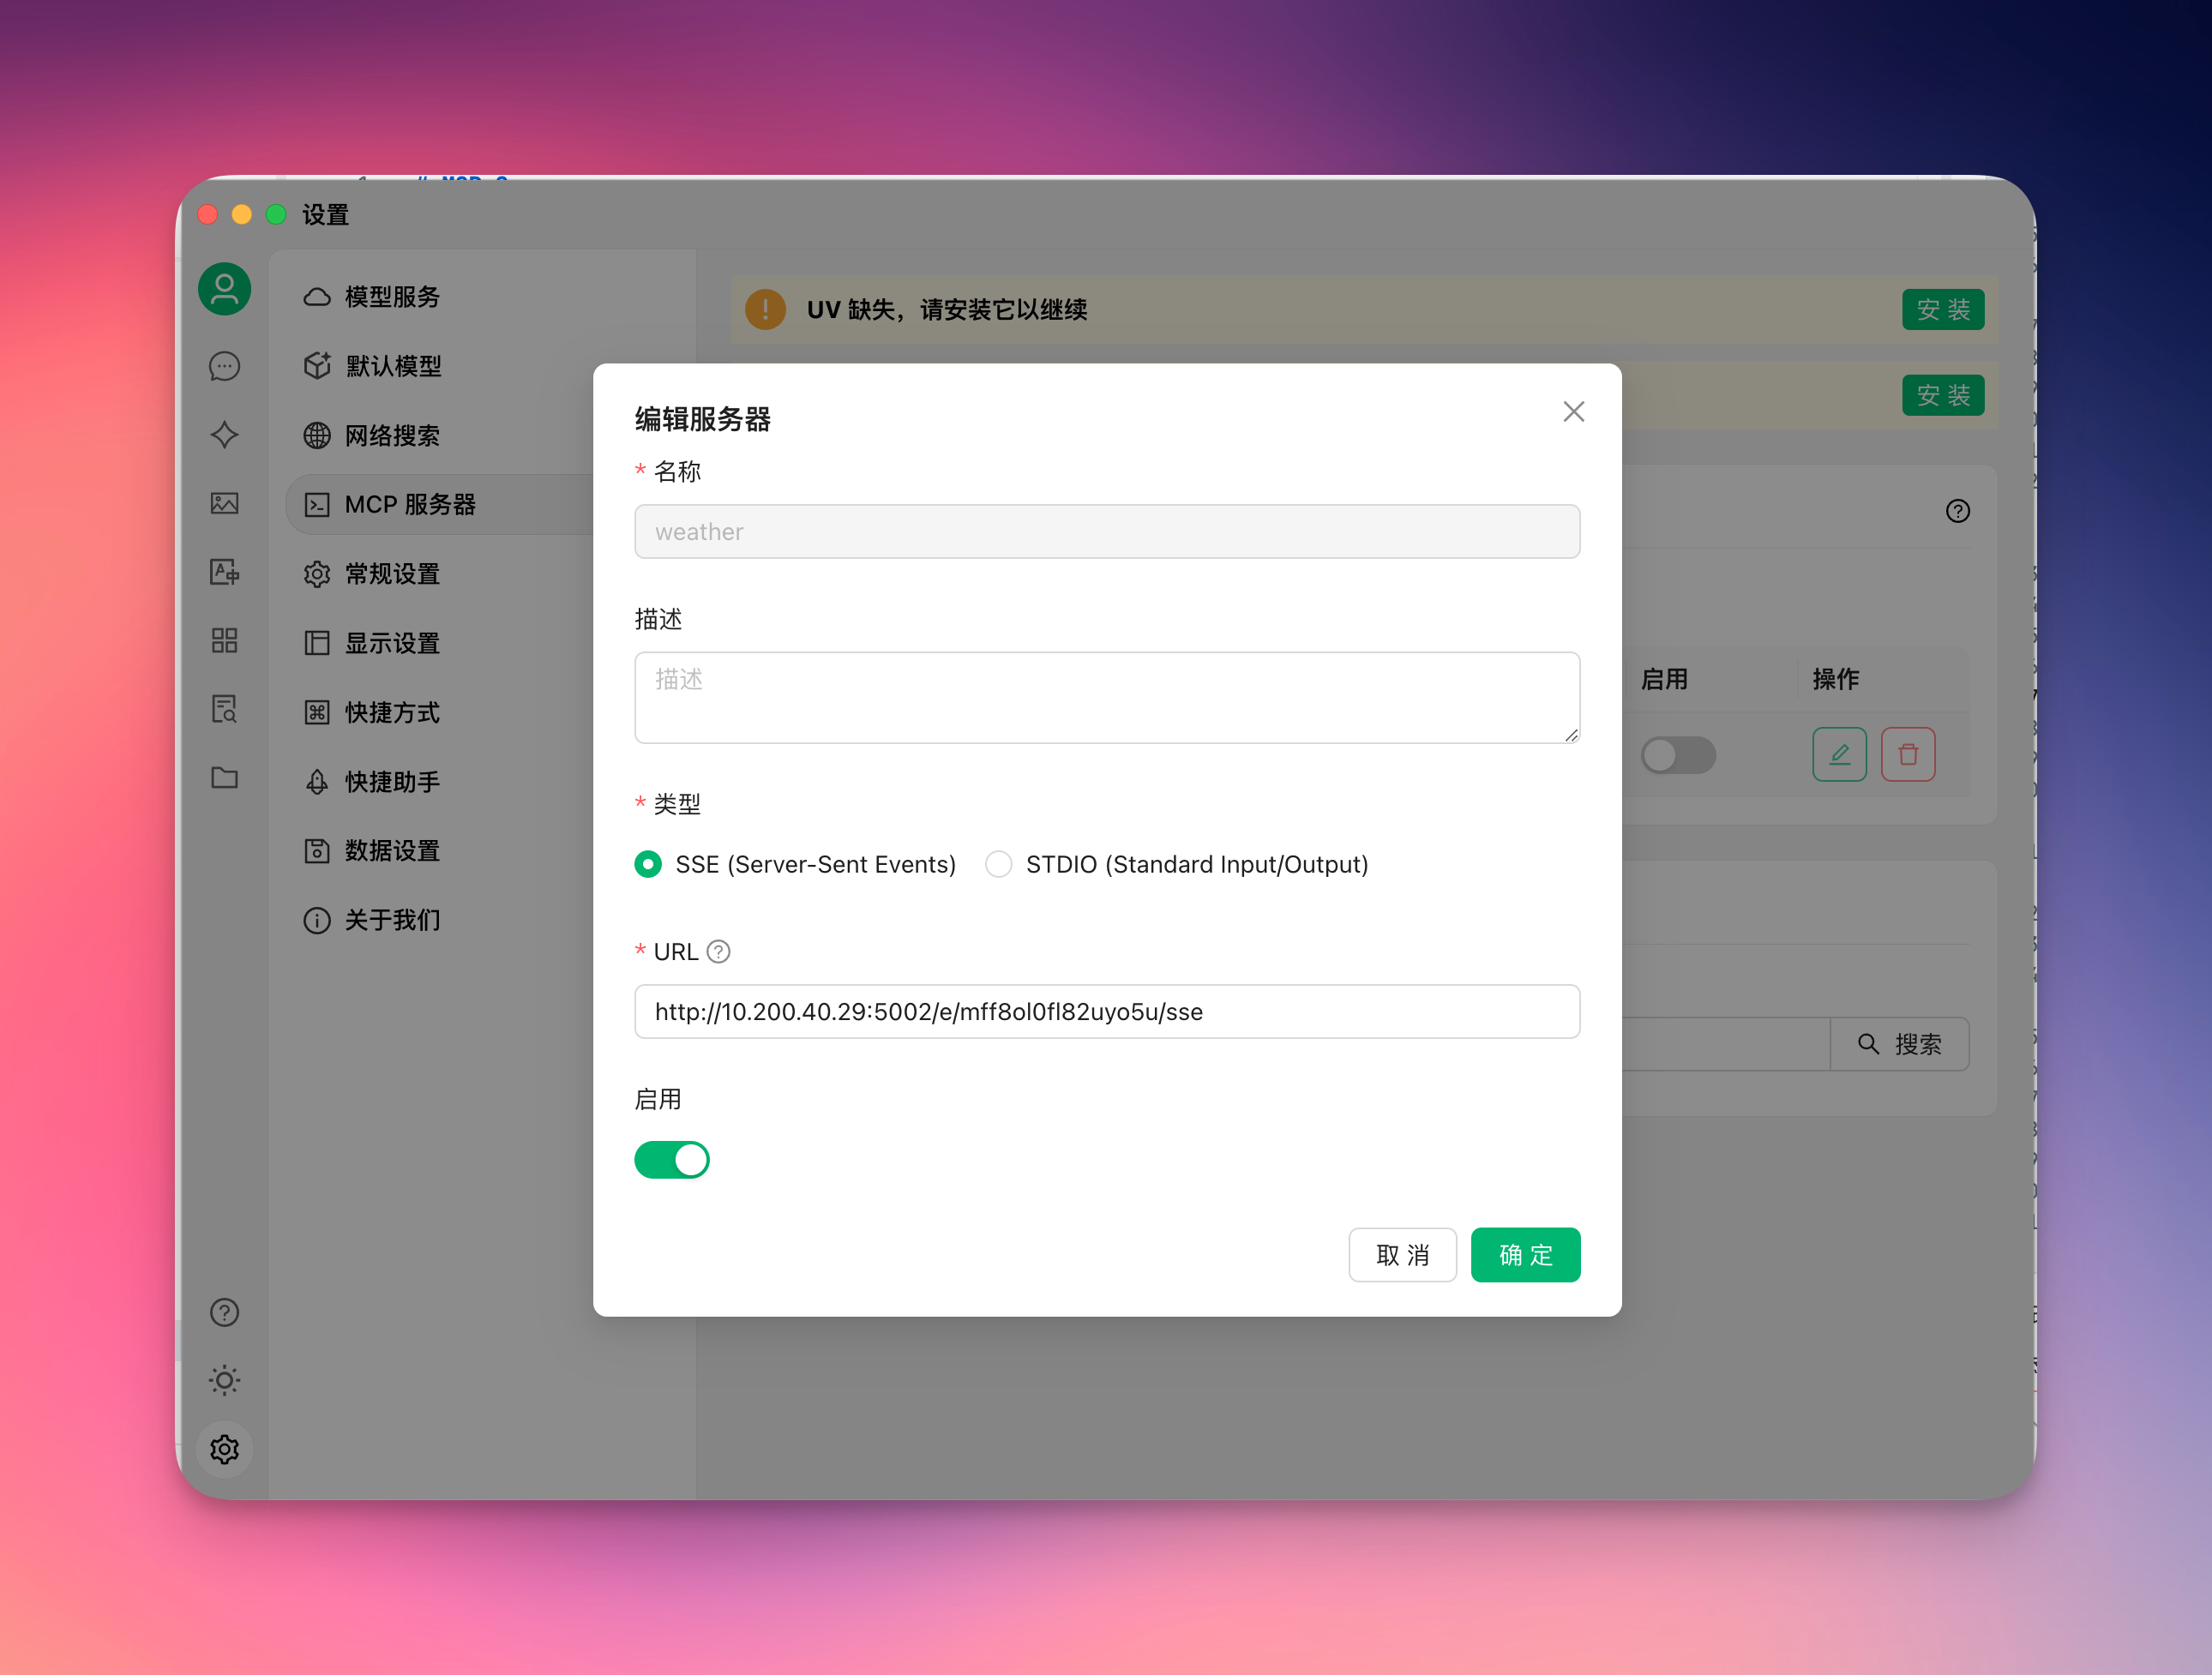 设置
模型服务
默认模型
网络搜索
MCP 服务器
常规设置
显示设置
快捷方式
快捷助手
数据设置
关于我们
UV 缺失，请安装它以继续
安 装
安 装
启用
操作
搜索
编辑服务器
* 名称
weather
描述
描述
* 类型
SSE (Server-Sent Events)
STDIO (Standard Input/Output)
* URL
http://10.200.40.29:5002/e/mff8ol0fl82uyo5u/sse
启用
取 消
确 定